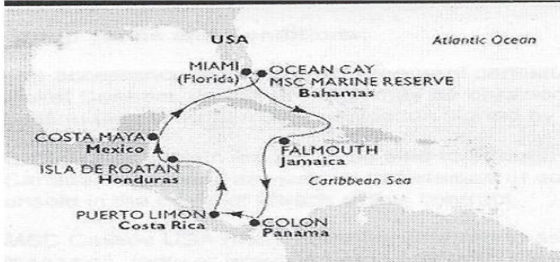 USA
Atlantic Ocean
MIAMI
(Florids)
OCEAN CAY
MSC MARINE RESERVE
Bahamas
COSTA MAYA
Mexico
FALMOUTH
Jamaica
ISLA DE ROATAN
Honduras
Caribbean Sea
PUERTO LIMON
Costa Rica
COLON
Panama